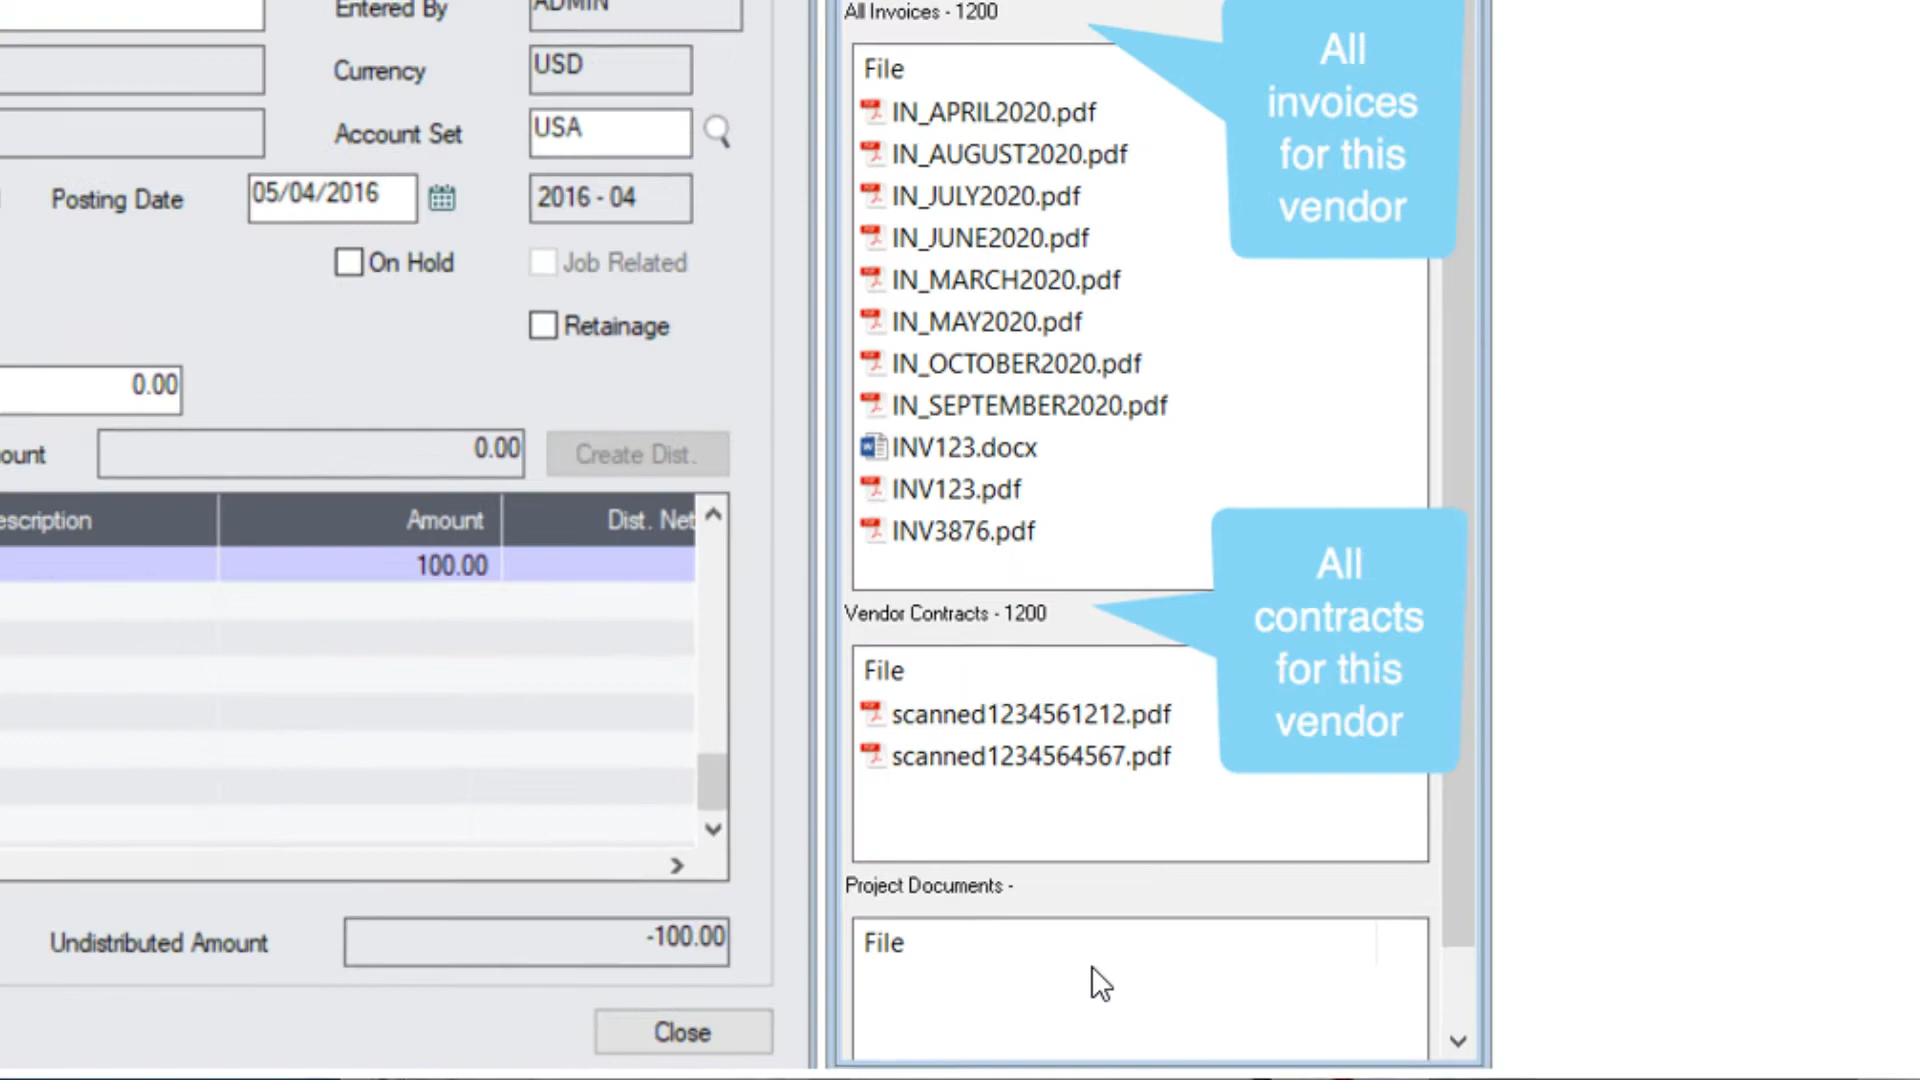 Entered By
ADMIN
Currency
USD
Account Set
USA
Posting Date
05/04/2016
2016 - 04
On Hold
Job Related
Retainage
0.00
ount
0.00
Create Dist.
escription
Amount
Dist. Net
100.00
Undistributed Amount
-100.00
Close
All Invoices - 1200
File
IN_APRIL2020.pdf
IN_AUGUST2020.pdf
IN_JULY2020.pdf
IN_JUNE2020.pdf
IN_MARCH2020.pdf
IN_MAY2020.pdf
IN_OCTOBER2020.pdf
IN_SEPTEMBER2020.pdf
INV123.docx
INV123.pdf
INV3876.pdf
All
invoices
for this
vendor
Vendor Contracts - 1200
File
scanned1234561212.pdf
scanned1234564567.pdf
All
contracts
for this
vendor
Project Documents -
File